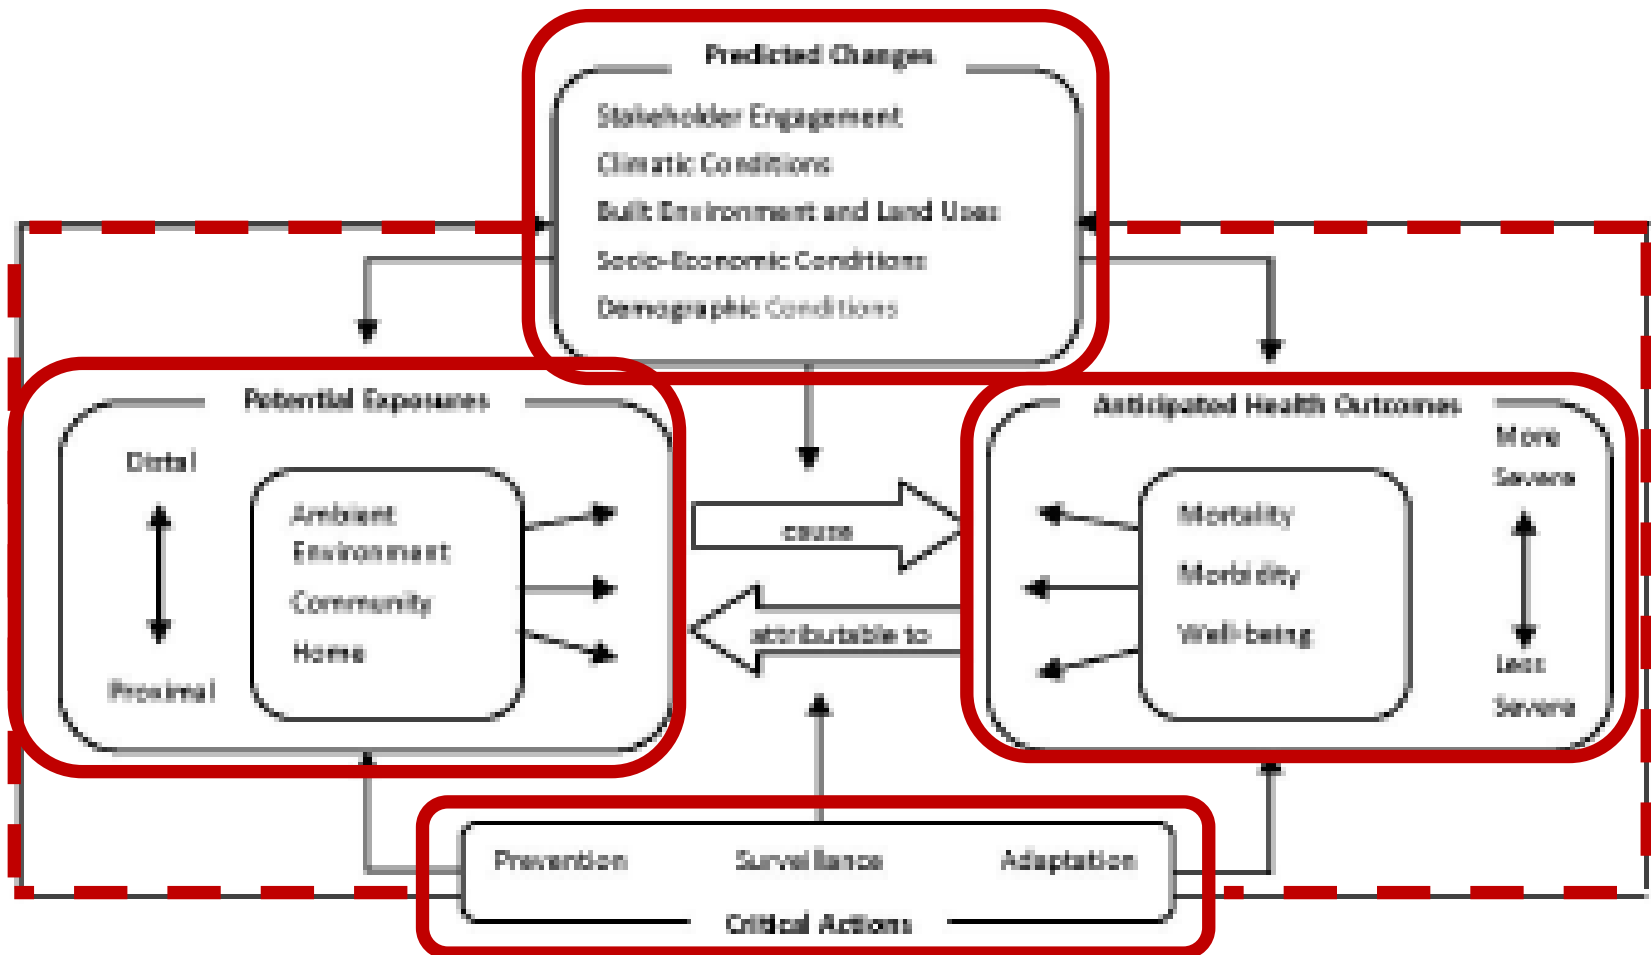 Predicted Changes
Stakeholder Engagement
Climatic Conditions
Built Environment and Land Uses
Socio-Economic Conditions
Demographic Conditions
Potential Exposures
Distal
Proximal
Ambient
Environment
Community
Home
cause
attributable to
Anticipated Health Outcomes
More
Severe
Mortality
Morbidity
Well-being
Less
Severe
Prevention Surveillance Adaptation
Critical Actions